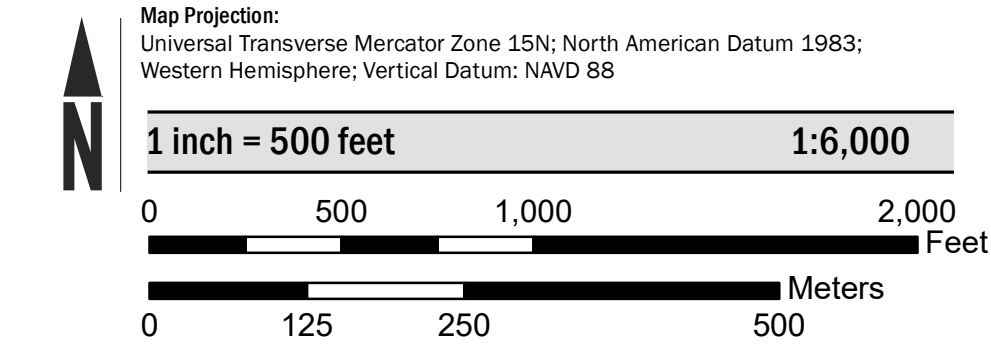 Map Projection:
Universal Transverse Mercator Zone 15N; North American Datum 1983;
Western Hemisphere; Vertical Datum: NAVD 88
N
1 inch = 500 feet 1:6,000
0 500 1,000 2,000
Feet
Meters
0 125 250 500